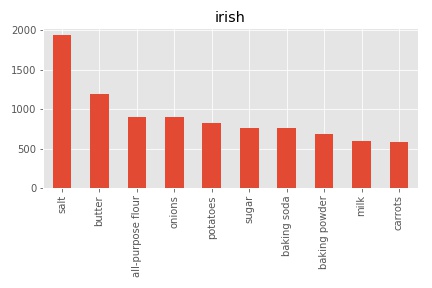 irish
2000
1500
1000
500
0
salt
butter
all-purpose flour
onions
potatoes
sugar
baking soda
baking powder
milk
carrots